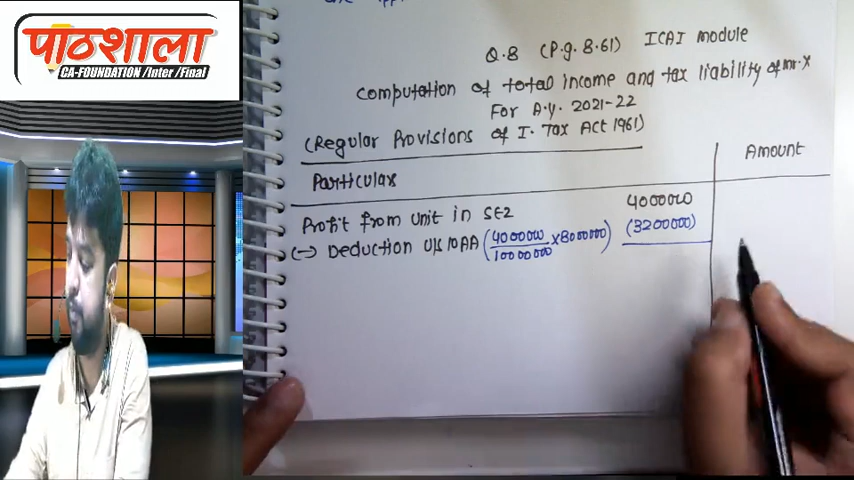 पाठशाला
CA-FOUNDATION/Inter/Final
Q.8 (P.g. 8.61) ICAI module
Computation of total income and tax liability of mr. X
For A.y. 2021-22
(Regular Provisions of I. Tax Act 1961)
Particulars Amount
Profit from unit in SEZ 4000000
(-) Deduction u/s 10AA (4000000/10000000 x 8000000) (3200000)